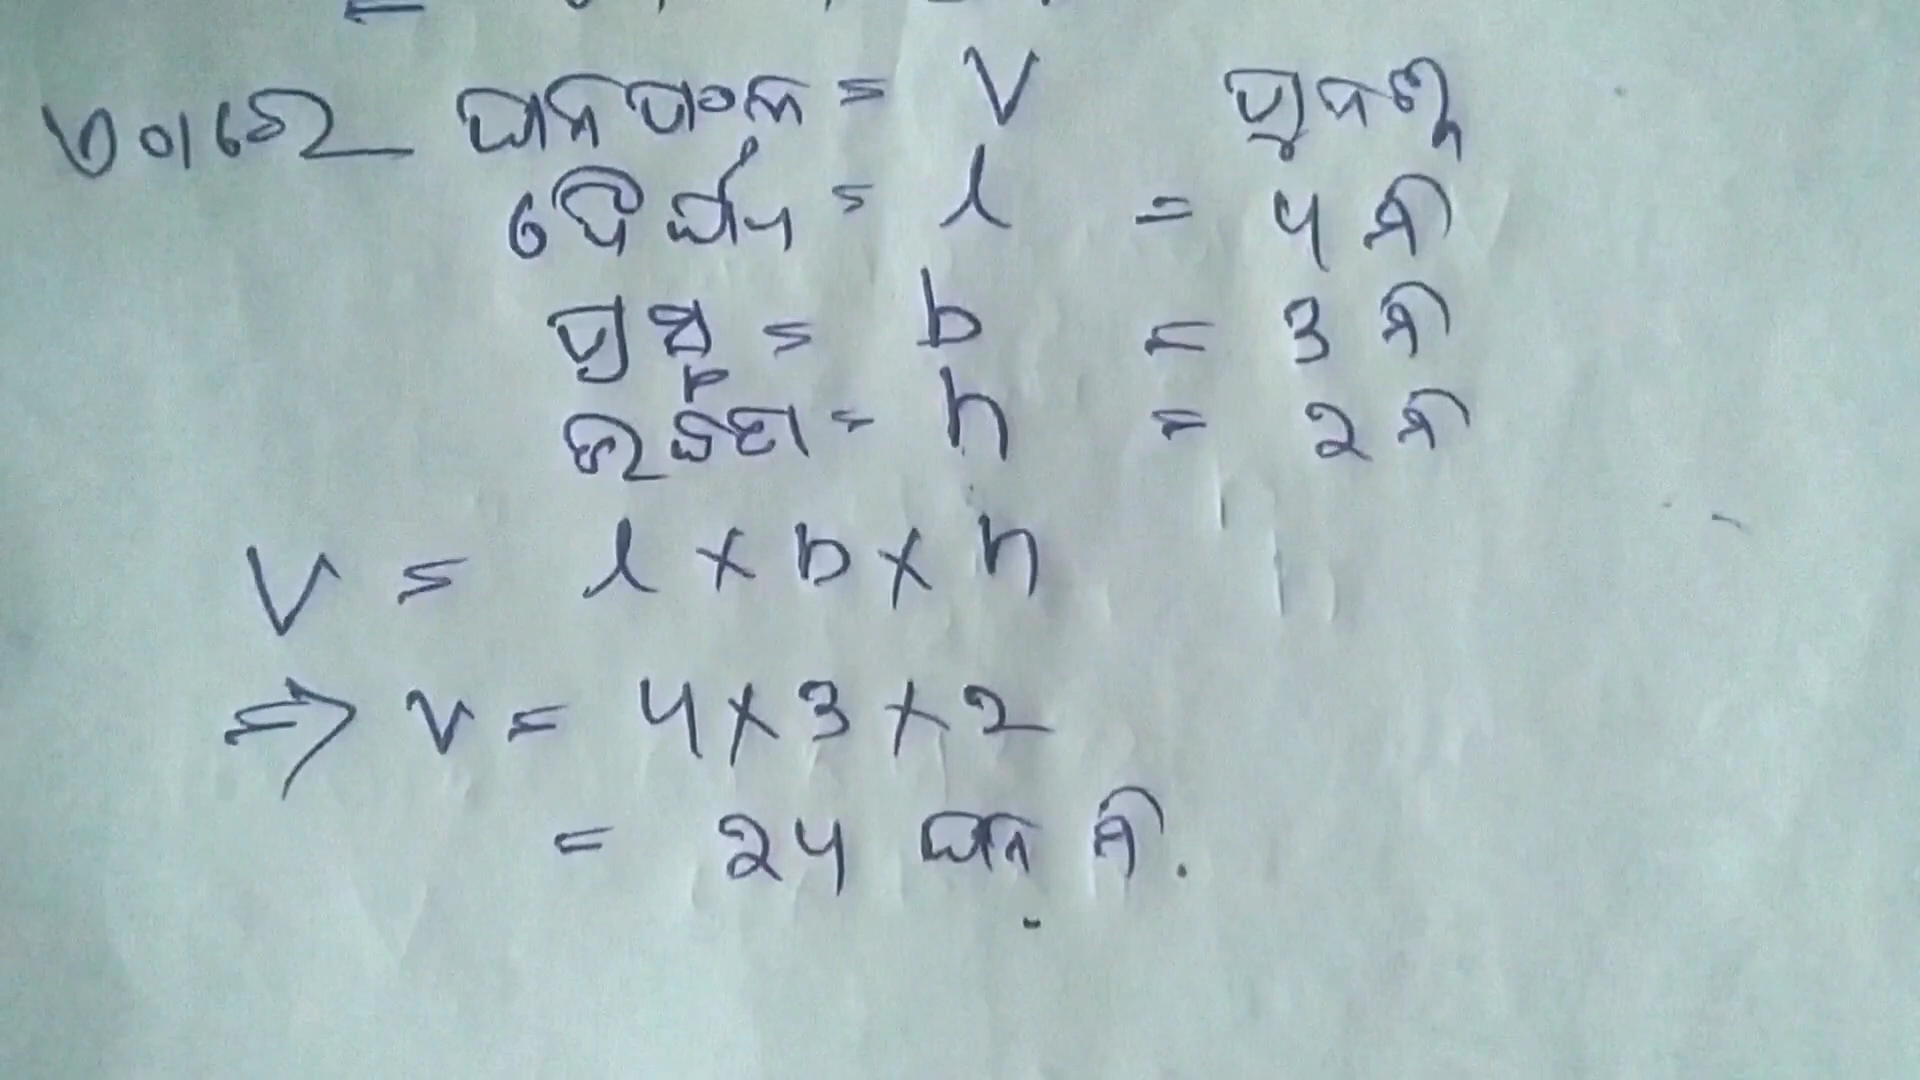 ଏଠାରେ ଘନଫଳ = V ପ୍ରଦତ୍ତ
ଦୈର୍ଘ୍ୟ = l = 4 ମି
ପ୍ରସ୍ଥ = b = 3 ମି
ଉଚ୍ଚତା = h = 2 ମି
V = l × b × h
⇒ V = 4 × 3 × 2
= 24 ଘନ ମି.